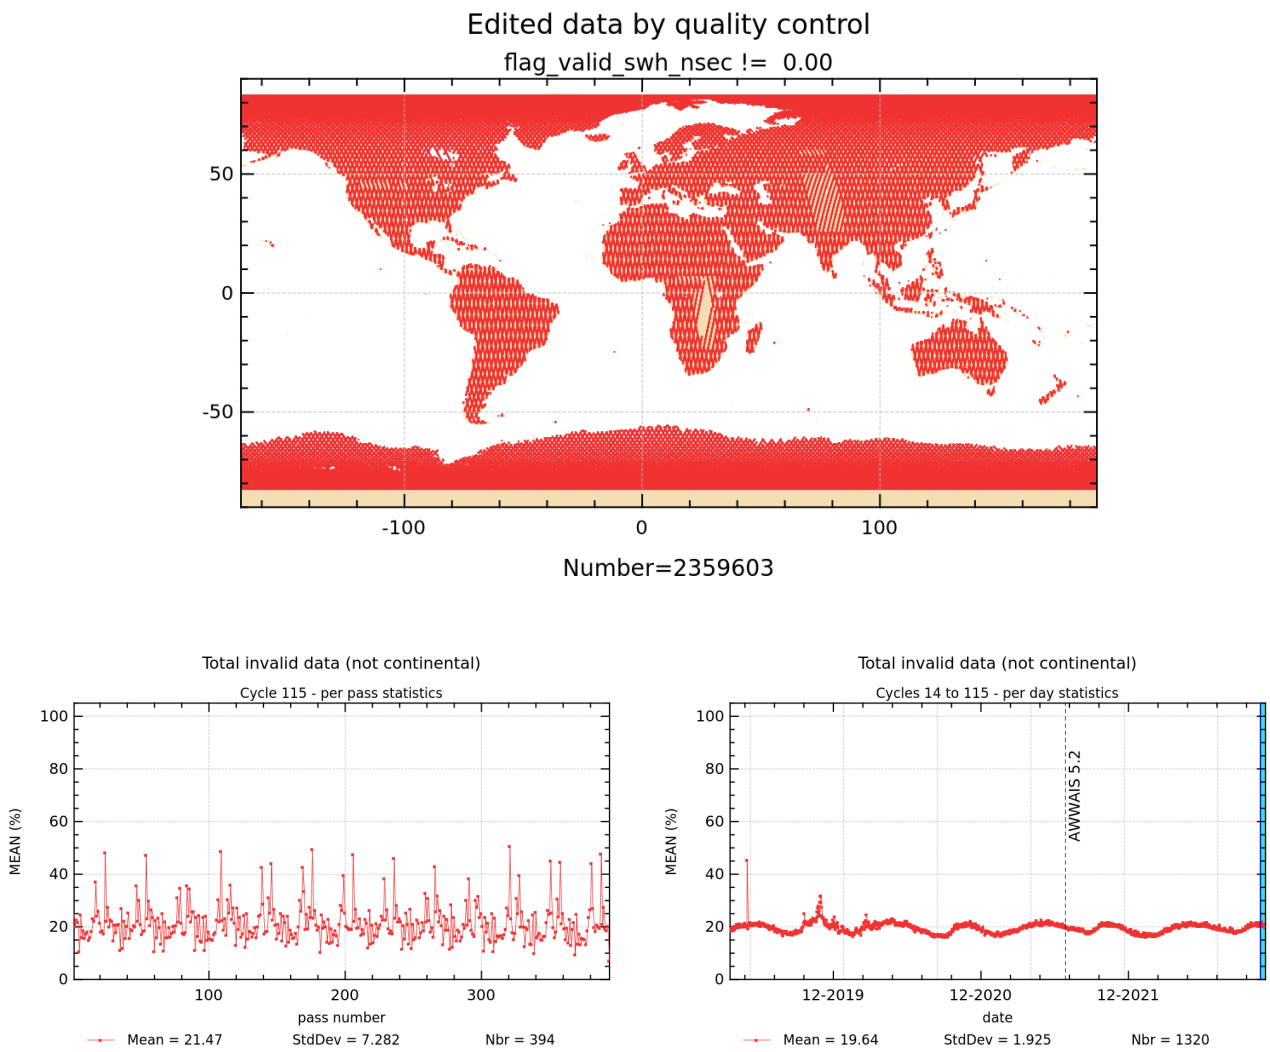 Edited data by quality control
flag_valid_swh_nsec !=  0.00
50
0
-50
-100
0
100
Number=2359603
Total invalid data (not continental)
Cycle 115 - per pass statistics
MEAN (%)
100
80
60
40
20
0
100
200
300
pass number
Mean = 21.47
StdDev = 7.282
Nbr = 394
Total invalid data (not continental)
Cycles 14 to 115 - per day statistics
MEAN (%)
100
80
60
40
20
0
AWWAIS 5.2
12-2019
12-2020
12-2021
date
Mean = 19.64
StdDev = 1.925
Nbr = 1320